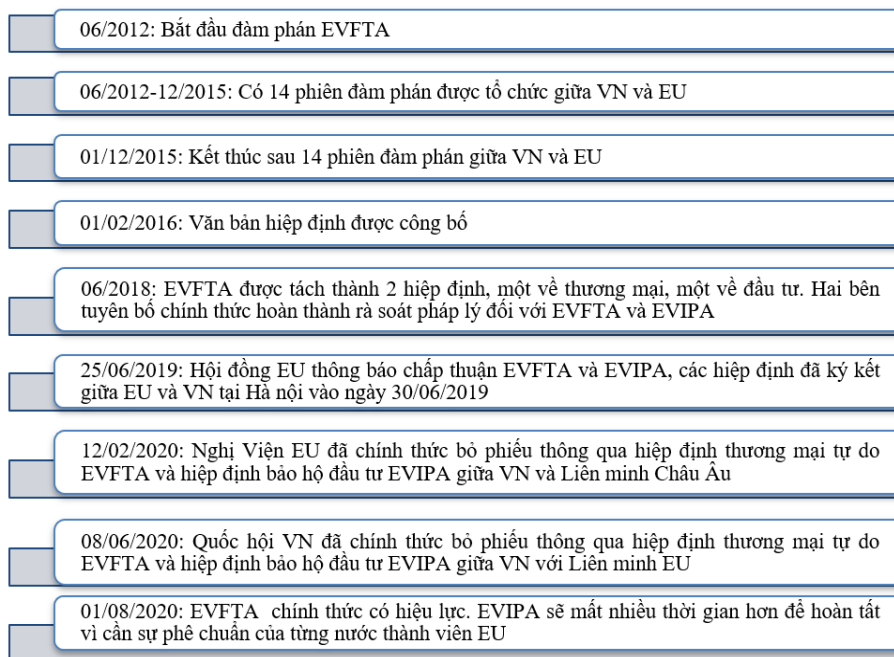 06/2012: Bắt đầu đàm phán EVFTA
06/2012-12/2015: Có 14 phiên đàm phán được tổ chức giữa VN và EU
01/12/2015: Kết thúc sau 14 phiên đàm phán giữa VN và EU
01/02/2016: Văn bản hiệp định được công bố
06/2018: EVFTA được tách thành 2 hiệp định, một về thương mại, một về đầu tư. Hai bên
tuyên bố chính thức hoàn thành rà soát pháp lý đối với EVFTA và EVIPA
25/06/2019: Hội đồng EU thông báo chấp thuận EVFTA và EVIPA, các hiệp định đã ký kết
giữa EU và VN tại Hà nội vào ngày 30/06/2019
12/02/2020: Nghị Viện EU đã chính thức bỏ phiếu thông qua hiệp định thương mại tự do
EVFTA và hiệp định bảo hộ đầu tư EVIPA giữa VN và Liên minh Châu Âu
08/06/2020: Quốc hội VN đã chính thức bỏ phiếu thông qua hiệp định thương mại tự do
EVFTA và hiệp định bảo hộ đầu tư EVIPA giữa VN với Liên minh EU
01/08/2020: EVFTA chính thức có hiệu lực. EVIPA sẽ mất nhiều thời gian hơn để hoàn tất
vì cần sự phê chuẩn của từng nước thành viên EU